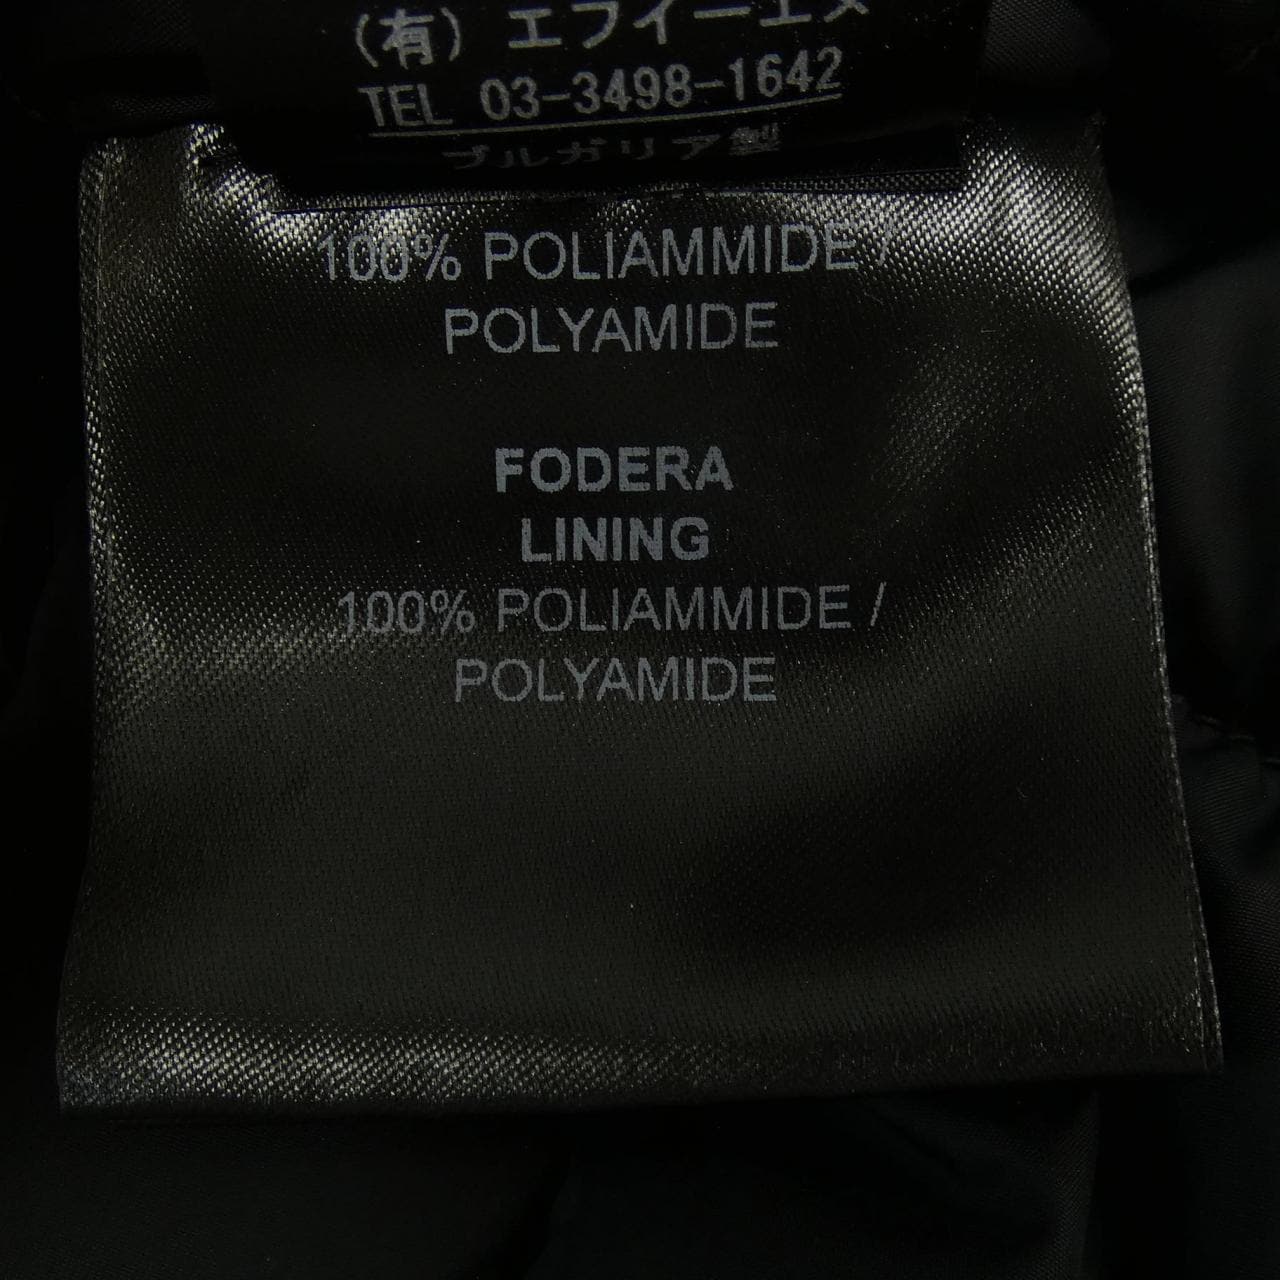 (有) エフイーエヌ
TEL 03-3498-1642
ブルガリア製
100% POLIAMMIDE /
POLYAMIDE
FODERA
LINING
100% POLIAMMIDE /
POLYAMIDE